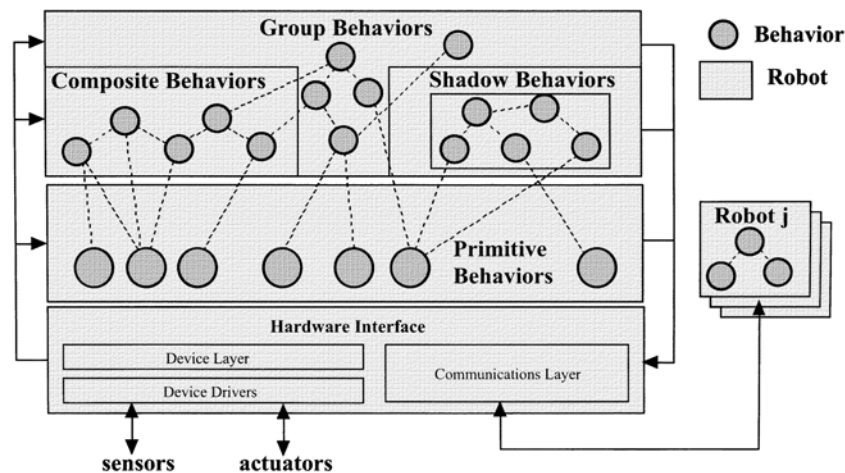 Group Behaviors
Behavior
Composite Behaviors
Shadow Behaviors
Robot
Robot j
Primitive
Behaviors
Hardware Interface
Device Layer
Communications Layer
Device Drivers
sensors
actuators